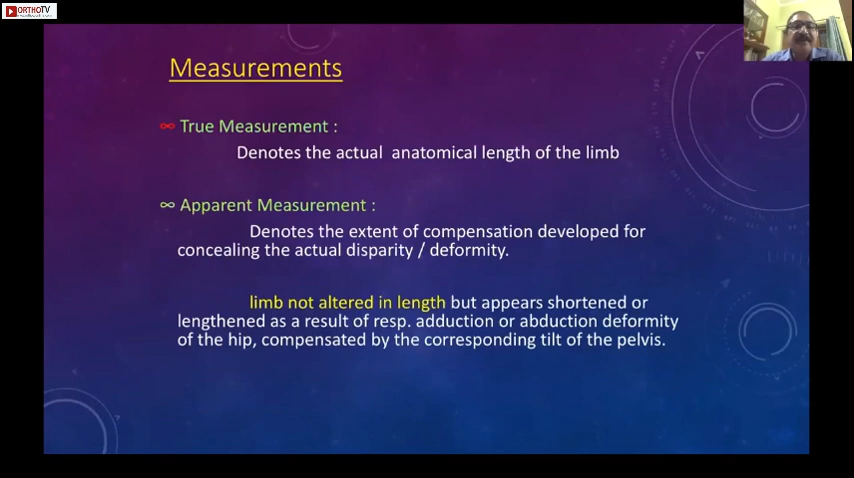 ORTHOTV
Measurements
∞ True Measurement :
Denotes the actual anatomical length of the limb
∞ Apparent Measurement :
Denotes the extent of compensation developed for
concealing the actual disparity / deformity.
limb not altered in length but appears shortened or
lengthened as a result of resp. adduction or abduction deformity
of the hip, compensated by the corresponding tilt of the pelvis.